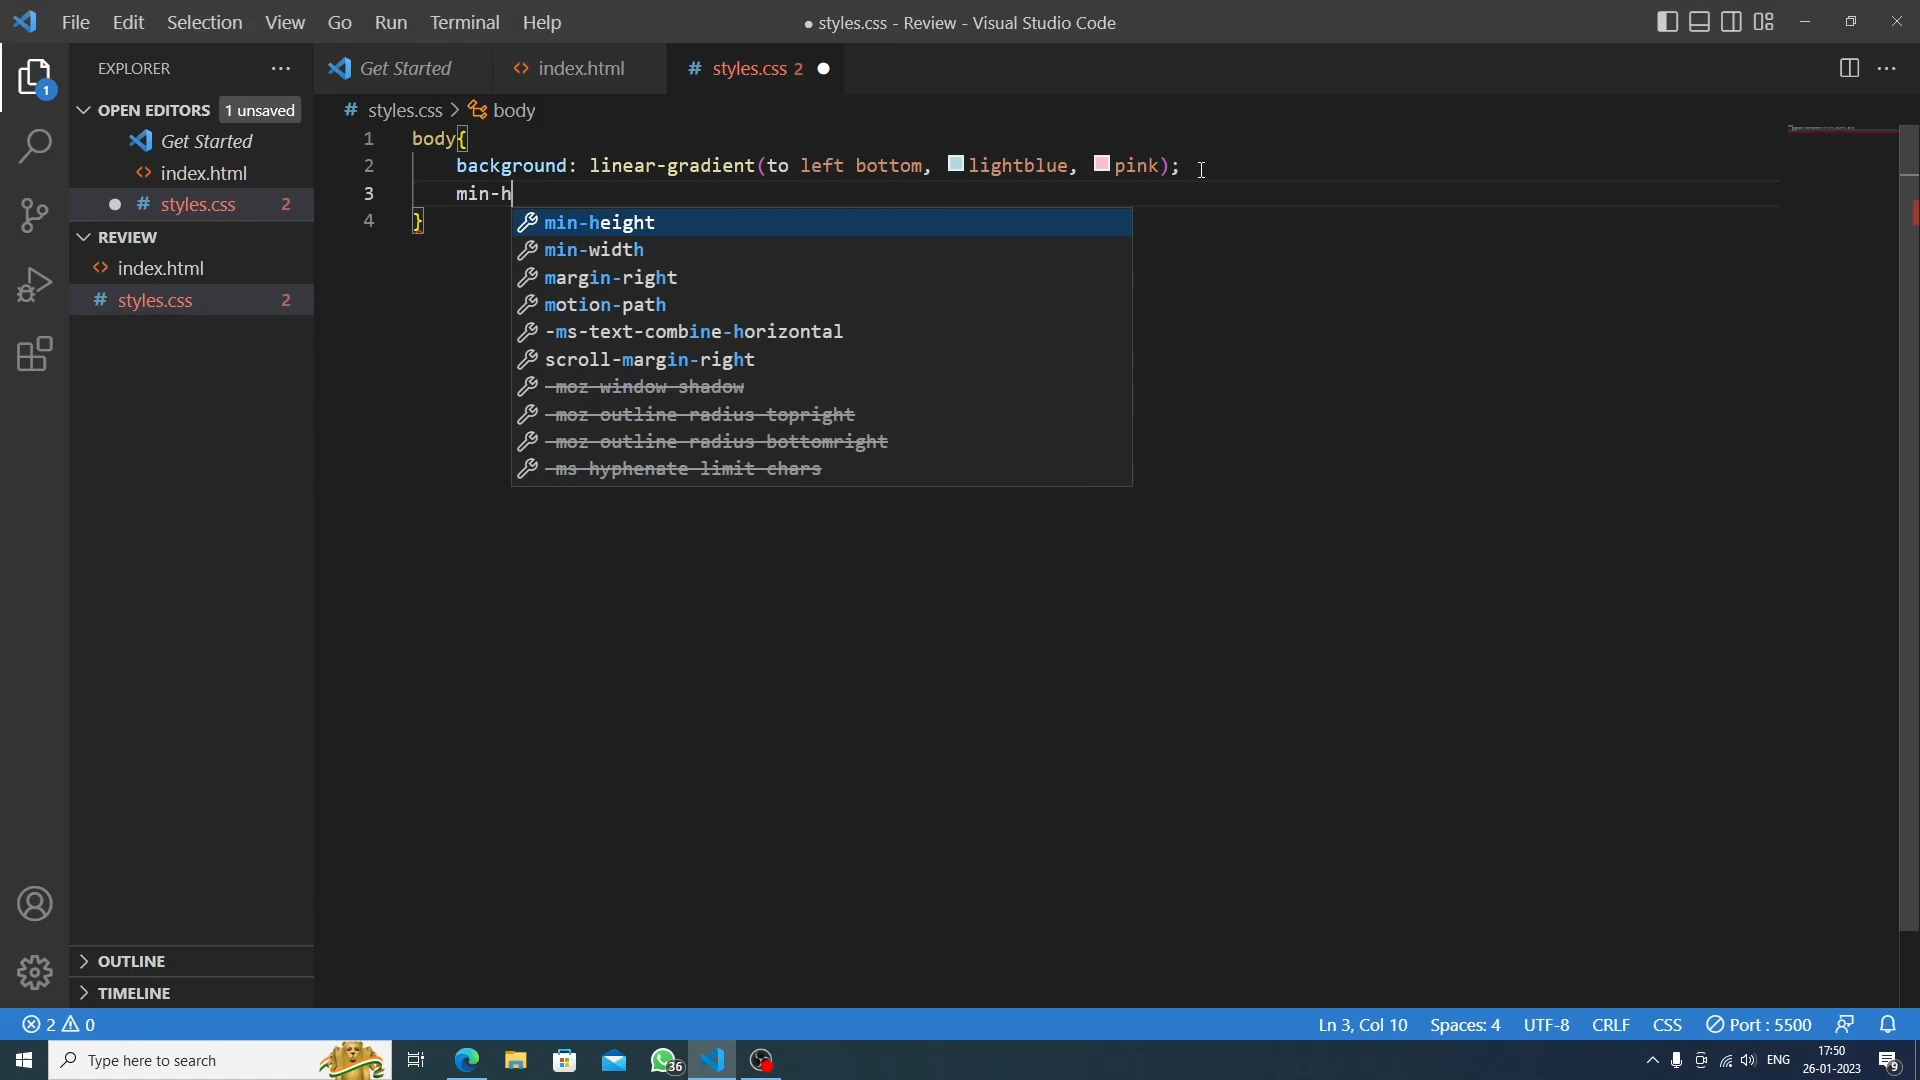 File Edit Selection View Go Run Terminal Help
● styles.css - Review - Visual Studio Code
EXPLORER
Get Started
index.html
# styles.css 2
1
OPEN EDITORS
1 unsaved
Get Started
index.html
# styles.css 2
REVIEW
index.html
# styles.css 2
# styles.css > body
1 body{
2 background: linear-gradient(to left bottom, lightblue, pink);
3 min-h
4 }
min-height
min-width
margin-right
motion-path
-ms-text-combine-horizontal
scroll-margin-right
-moz-window-shadow
-moz-outline-radius-topright
-moz-outline-radius-bottomright
-ms-hyphenate-limit-chars
OUTLINE
TIMELINE
2 0
Ln 3, Col 10 Spaces: 4 UTF-8 CRLF CSS Port : 5500
Type here to search
36
ENG
17:50
26-01-2023
9